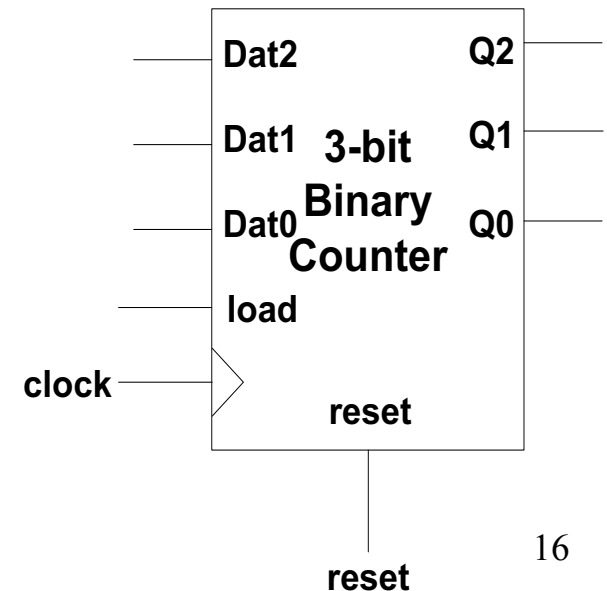 Dat2
Q2
Dat1
3-bit
Q1
Binary
Dat0
Q0
Counter
load
clock
reset
reset
16